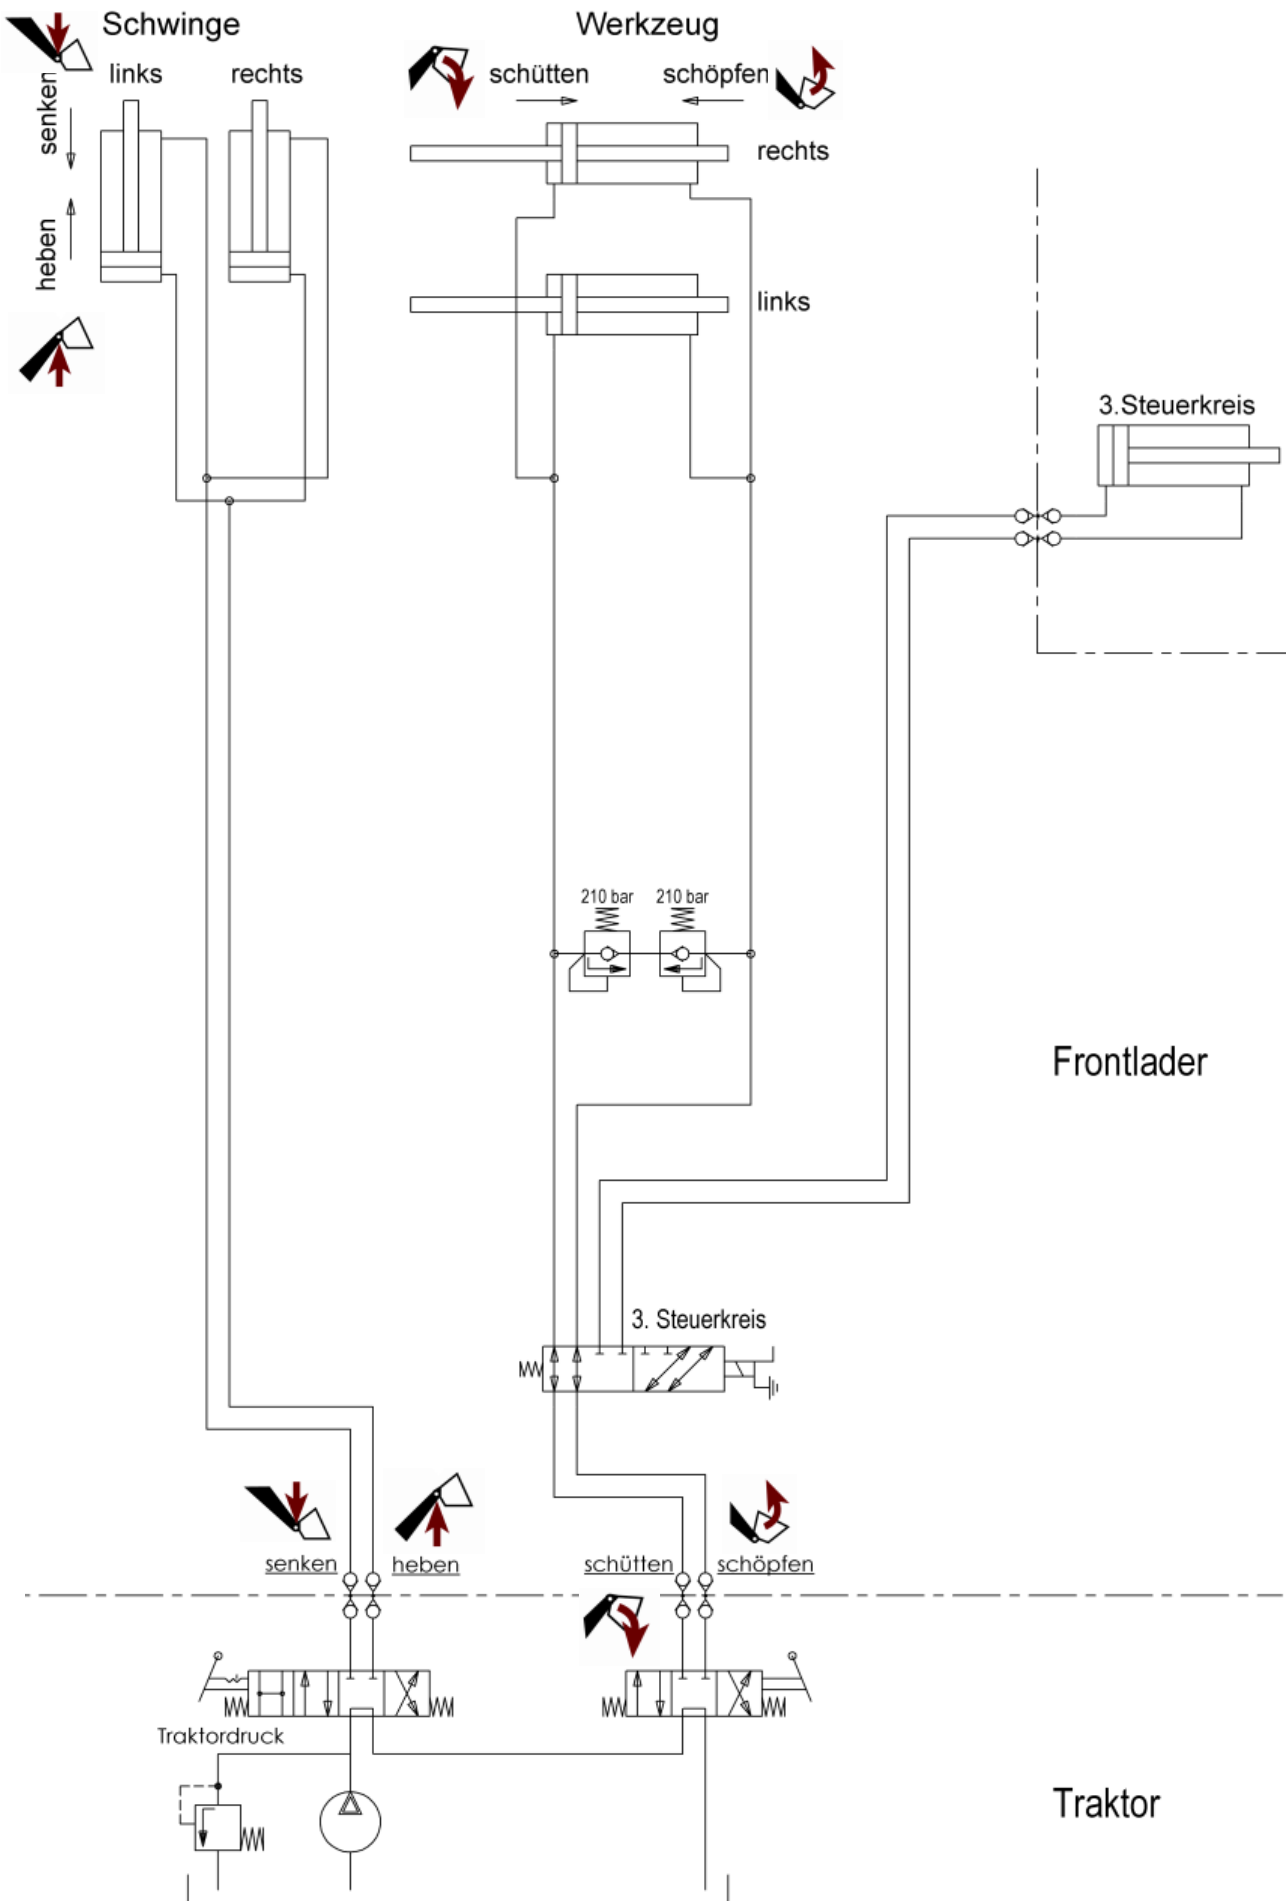 Schwinge
Werkzeug
links
rechts
schütten
schöpfen
senken
heben
rechts
links
3.Steuerkreis
210 bar
210 bar
Frontlader
3. Steuerkreis
senken
heben
schütten
schöpfen
Traktordruck
Traktor